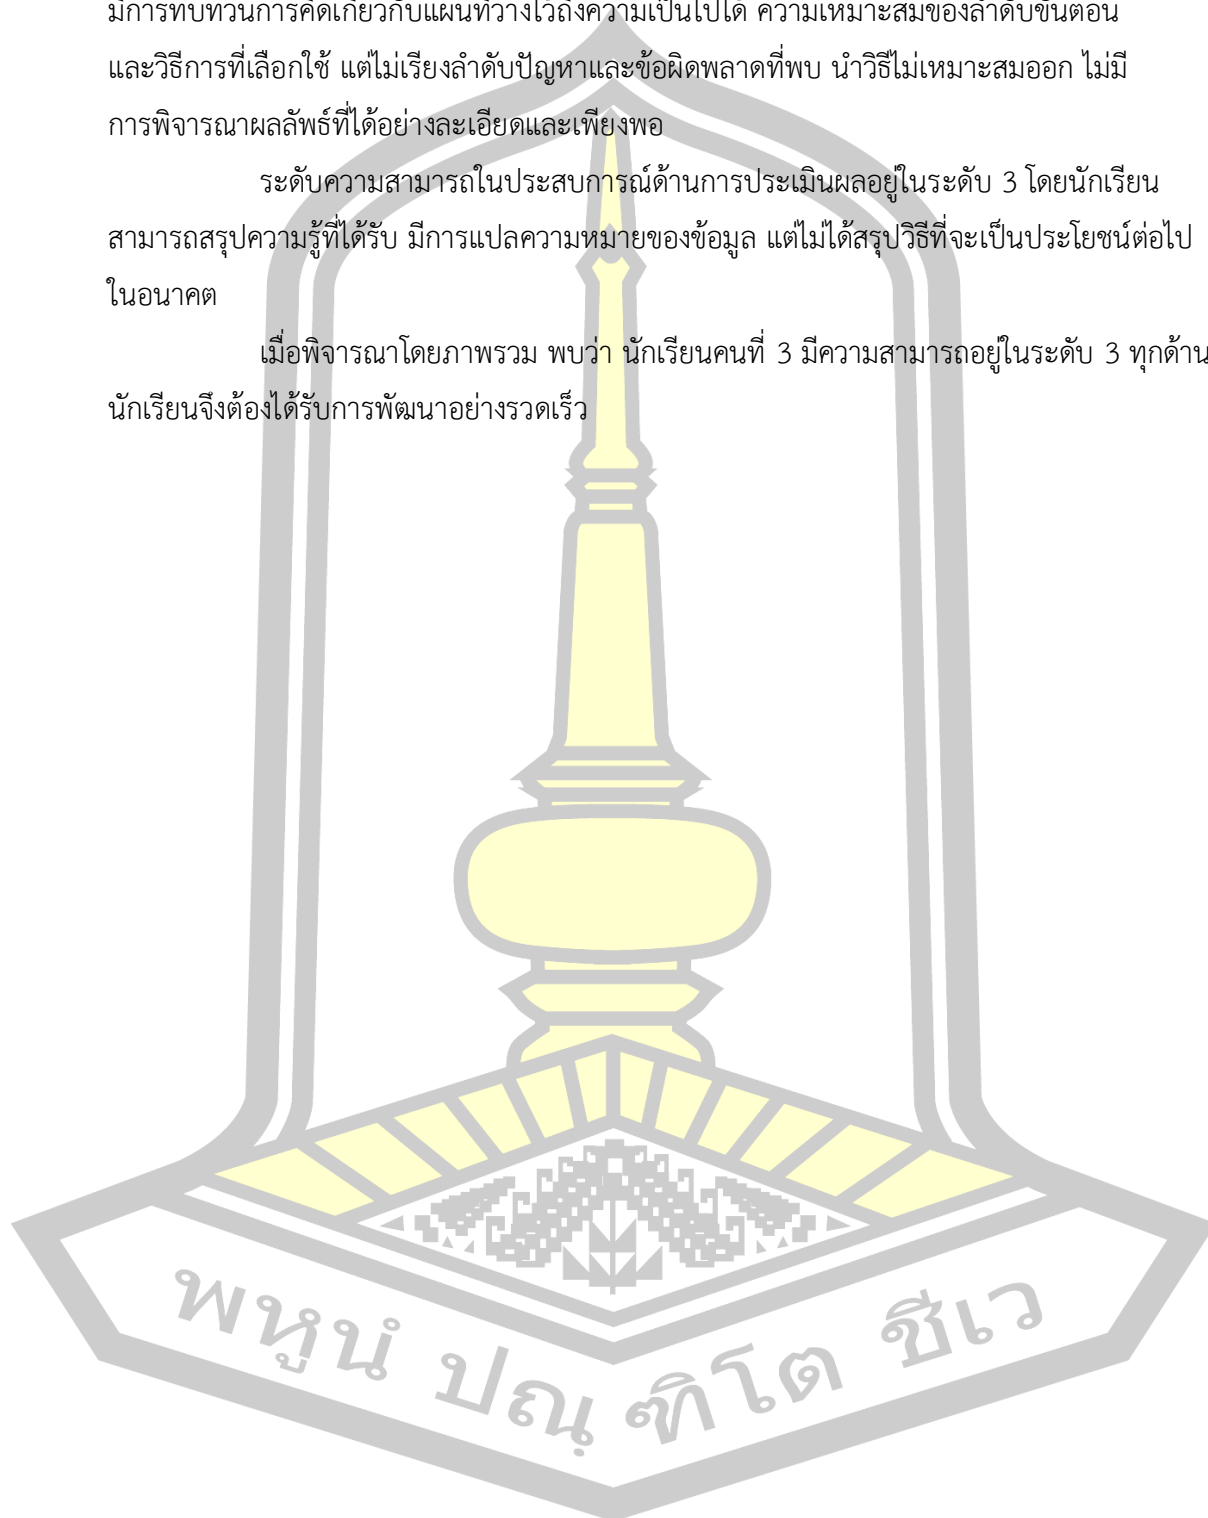 มีการทบทวนการคิดเกี่ยวกับแผนที่วางไว้ถึงความเป็นไปได้ ความเหมาะสมของลำดับขั้นตอน
และวิธีการที่เลือกใช้ แต่ไม่เรียงลำดับปัญหาและข้อผิดพลาดที่พบ นำวิธีไม่เหมาะสมออก ไม่มี
การพิจารณาผลลัพธ์ที่ได้อย่างละเอียดและเพียงพอ
ระดับความสามารถในประสบการณ์ด้านการประเมินผลอยู่ในระดับ 3 โดยนักเรียน
สามารถสรุปความรู้ที่ได้รับ มีการแปลความหมายของข้อมูล แต่ไม่ได้สรุปวิธีที่จะเป็นประโยชน์ต่อไป
ในอนาคต
เมื่อพิจารณาโดยภาพรวม พบว่า นักเรียนคนที่ 3 มีความสามารถอยู่ในระดับ 3 ทุกด้าน
นักเรียนจึงต้องได้รับการพัฒนาอย่างรวดเร็ว
พหูนํ ปณฺฑิโต ชีเว